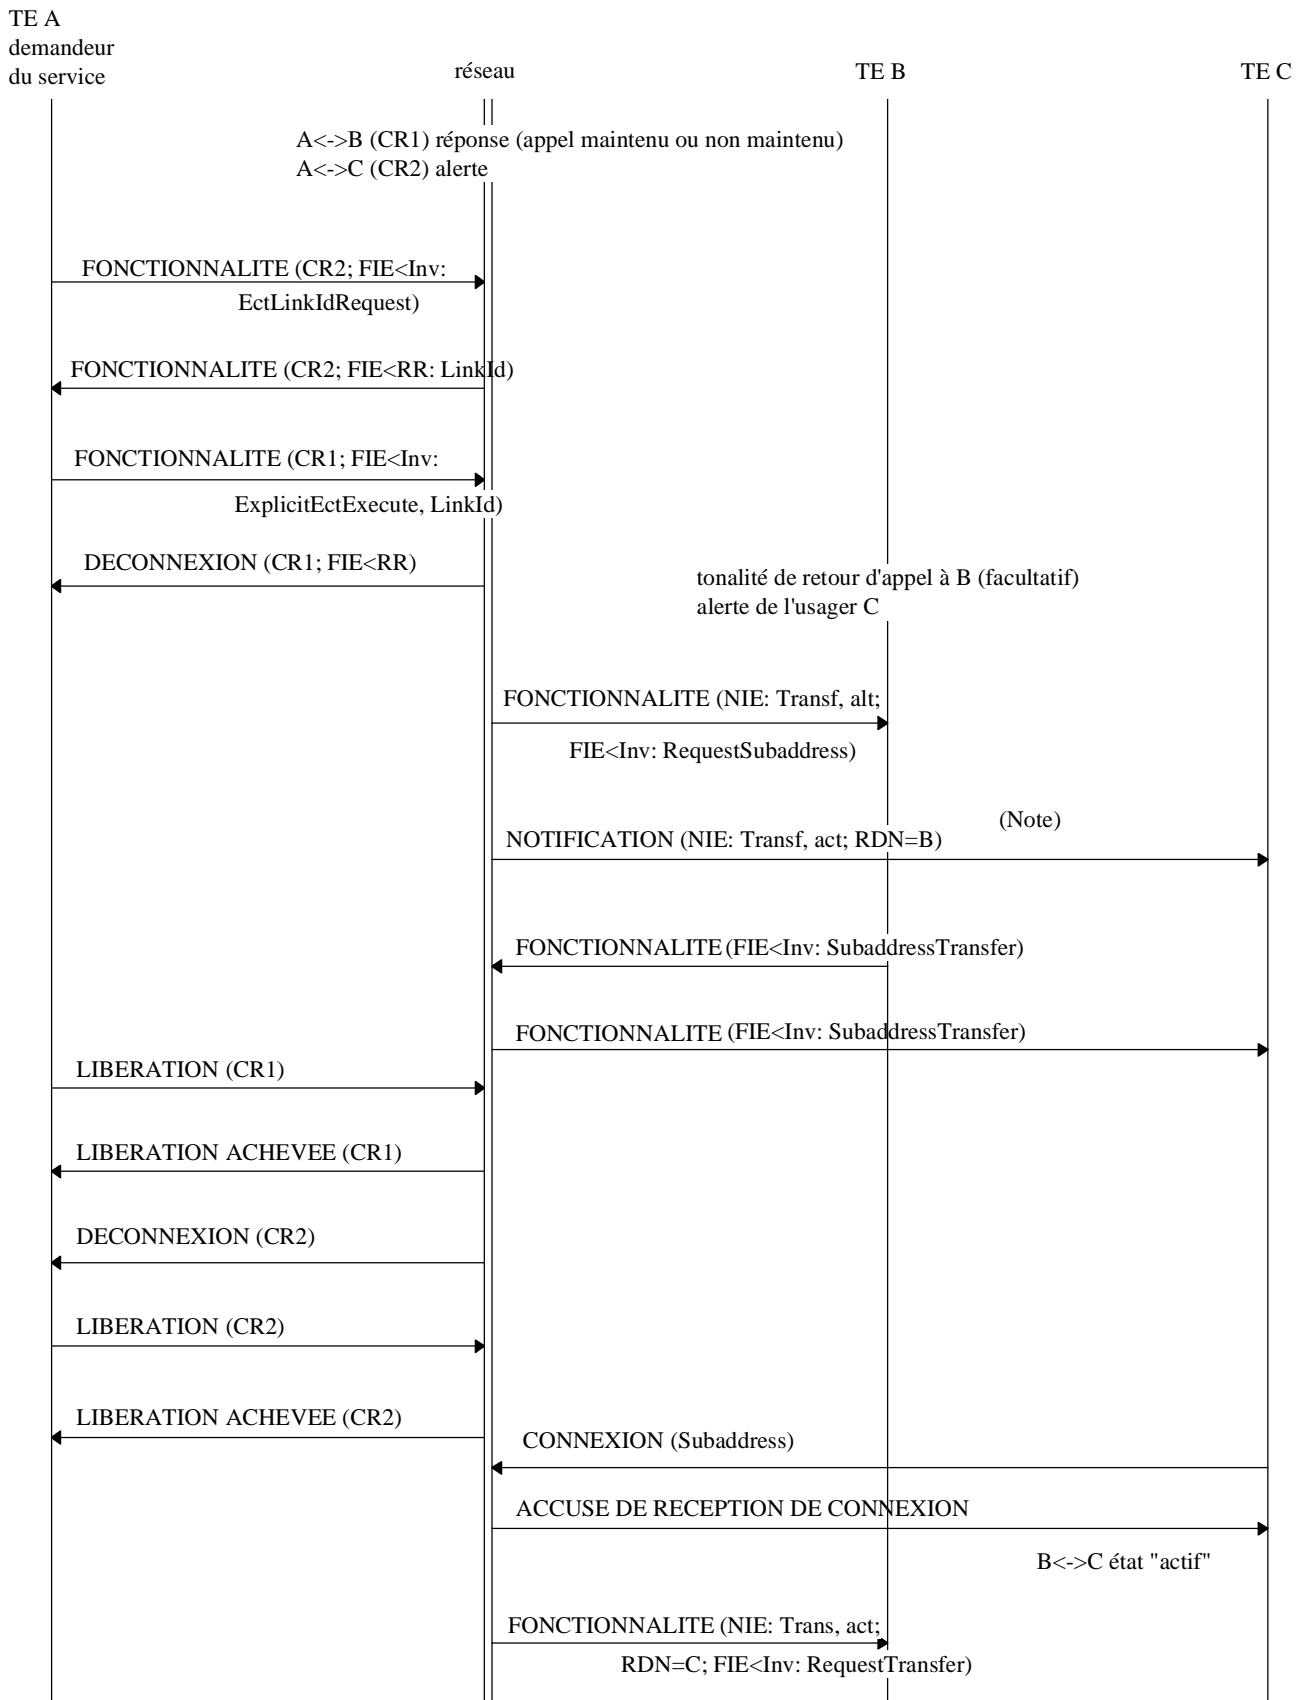 TE A
demandeur
du service
réseau
TE B
TE C
A<->B (CR1) réponse (appel maintenu ou non maintenu)
A<->C (CR2) alerte
FONCTIONNALITE (CR2; FIE<Inv:
EctLinkIdRequest)
FONCTIONNALITE (CR2; FIE<RR: LinkId)
FONCTIONNALITE (CR1; FIE<Inv:
ExplicitEctExecute, LinkId)
DECONNEXION (CR1; FIE<RR)
tonalité de retour d'appel à B (facultatif)
alerte de l'usager C
FONCTIONNALITE (NIE: Transf, alt;
FIE<Inv: RequestSubaddress)
(Note)
NOTIFICATION (NIE: Transf, act; RDN=B)
FONCTIONNALITE (FIE<Inv: SubaddressTransfer)
FONCTIONNALITE (FIE<Inv: SubaddressTransfer)
LIBERATION (CR1)
LIBERATION ACHEVEE (CR1)
DECONNEXION (CR2)
LIBERATION (CR2)
LIBERATION ACHEVEE (CR2)
CONNEXION (Subaddress)
ACCUSE DE RECEPTION DE CONNEXION
B<->C état "actif"
FONCTIONNALITE (NIE: Trans, act;
RDN=C; FIE<Inv: RequestTransfer)